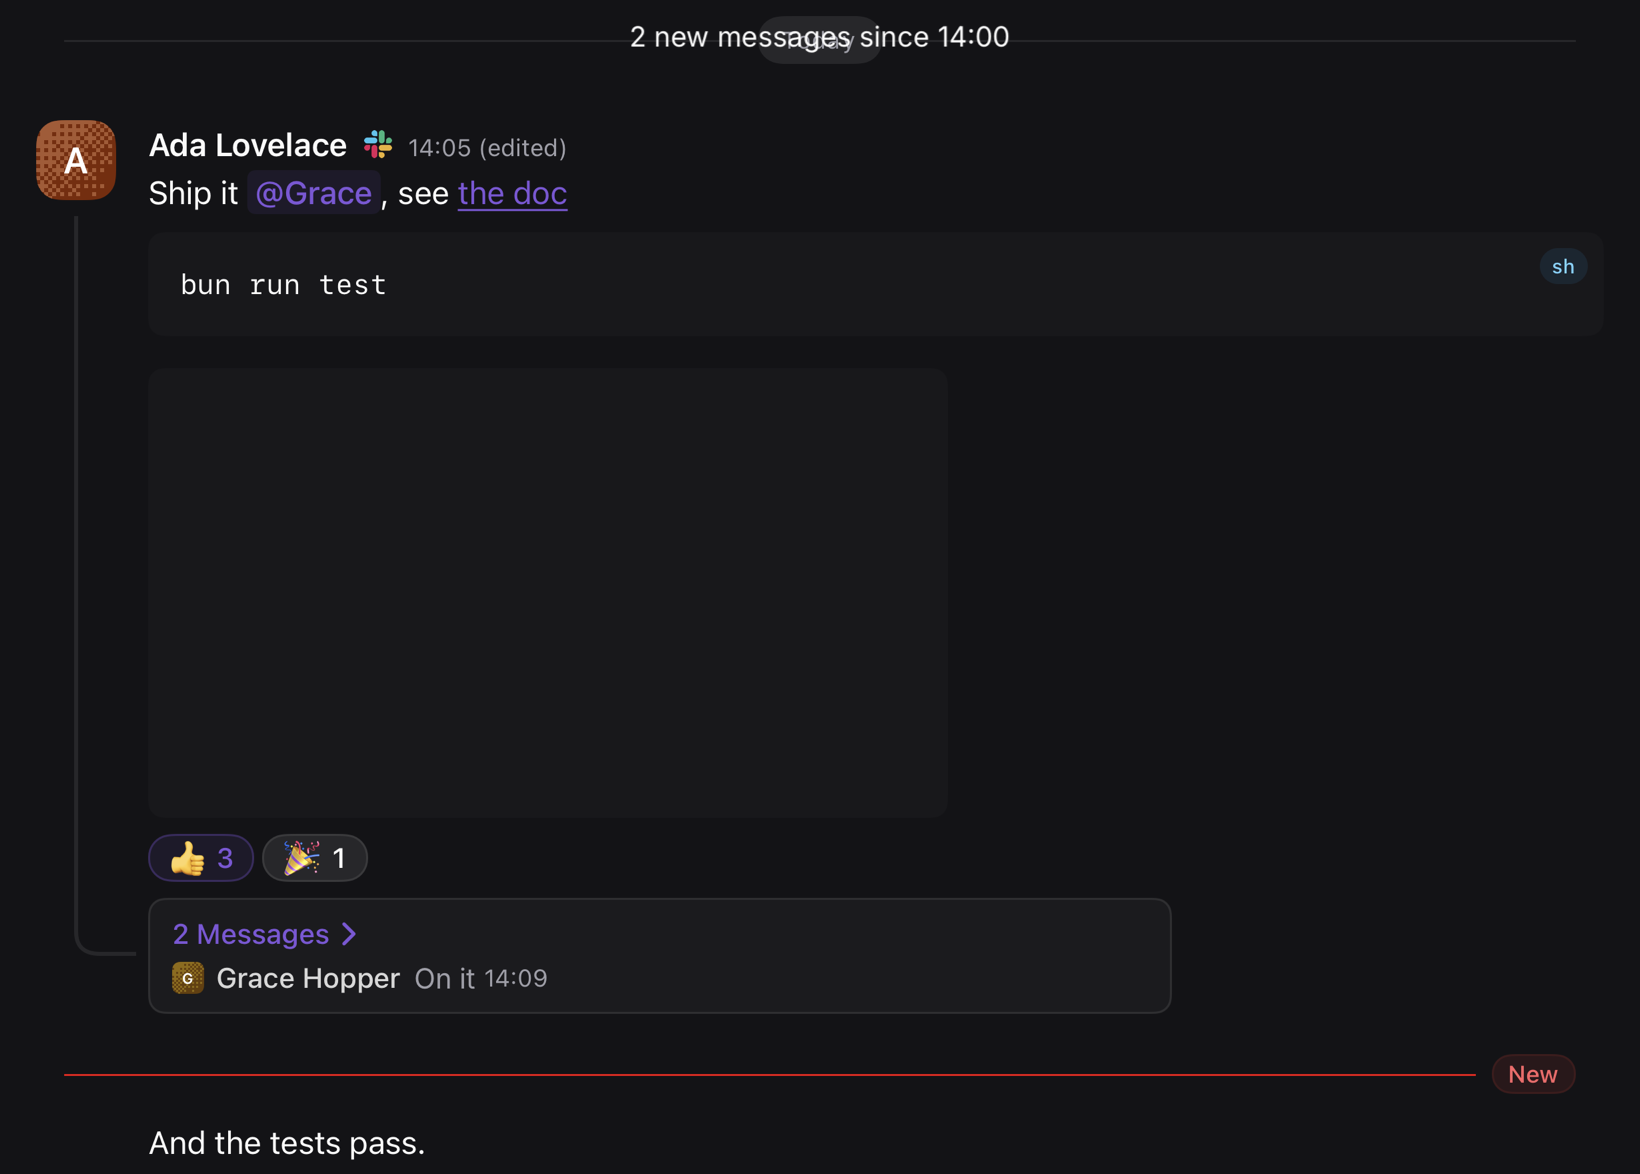 2 new messages since 14:00
Today
A
Ada Lovelace 14:05 (edited)
Ship it @Grace, see the doc
sh
bun run test
👍 3 🎉 1
2 Messages >
G Grace Hopper On it 14:09
New
And the tests pass.